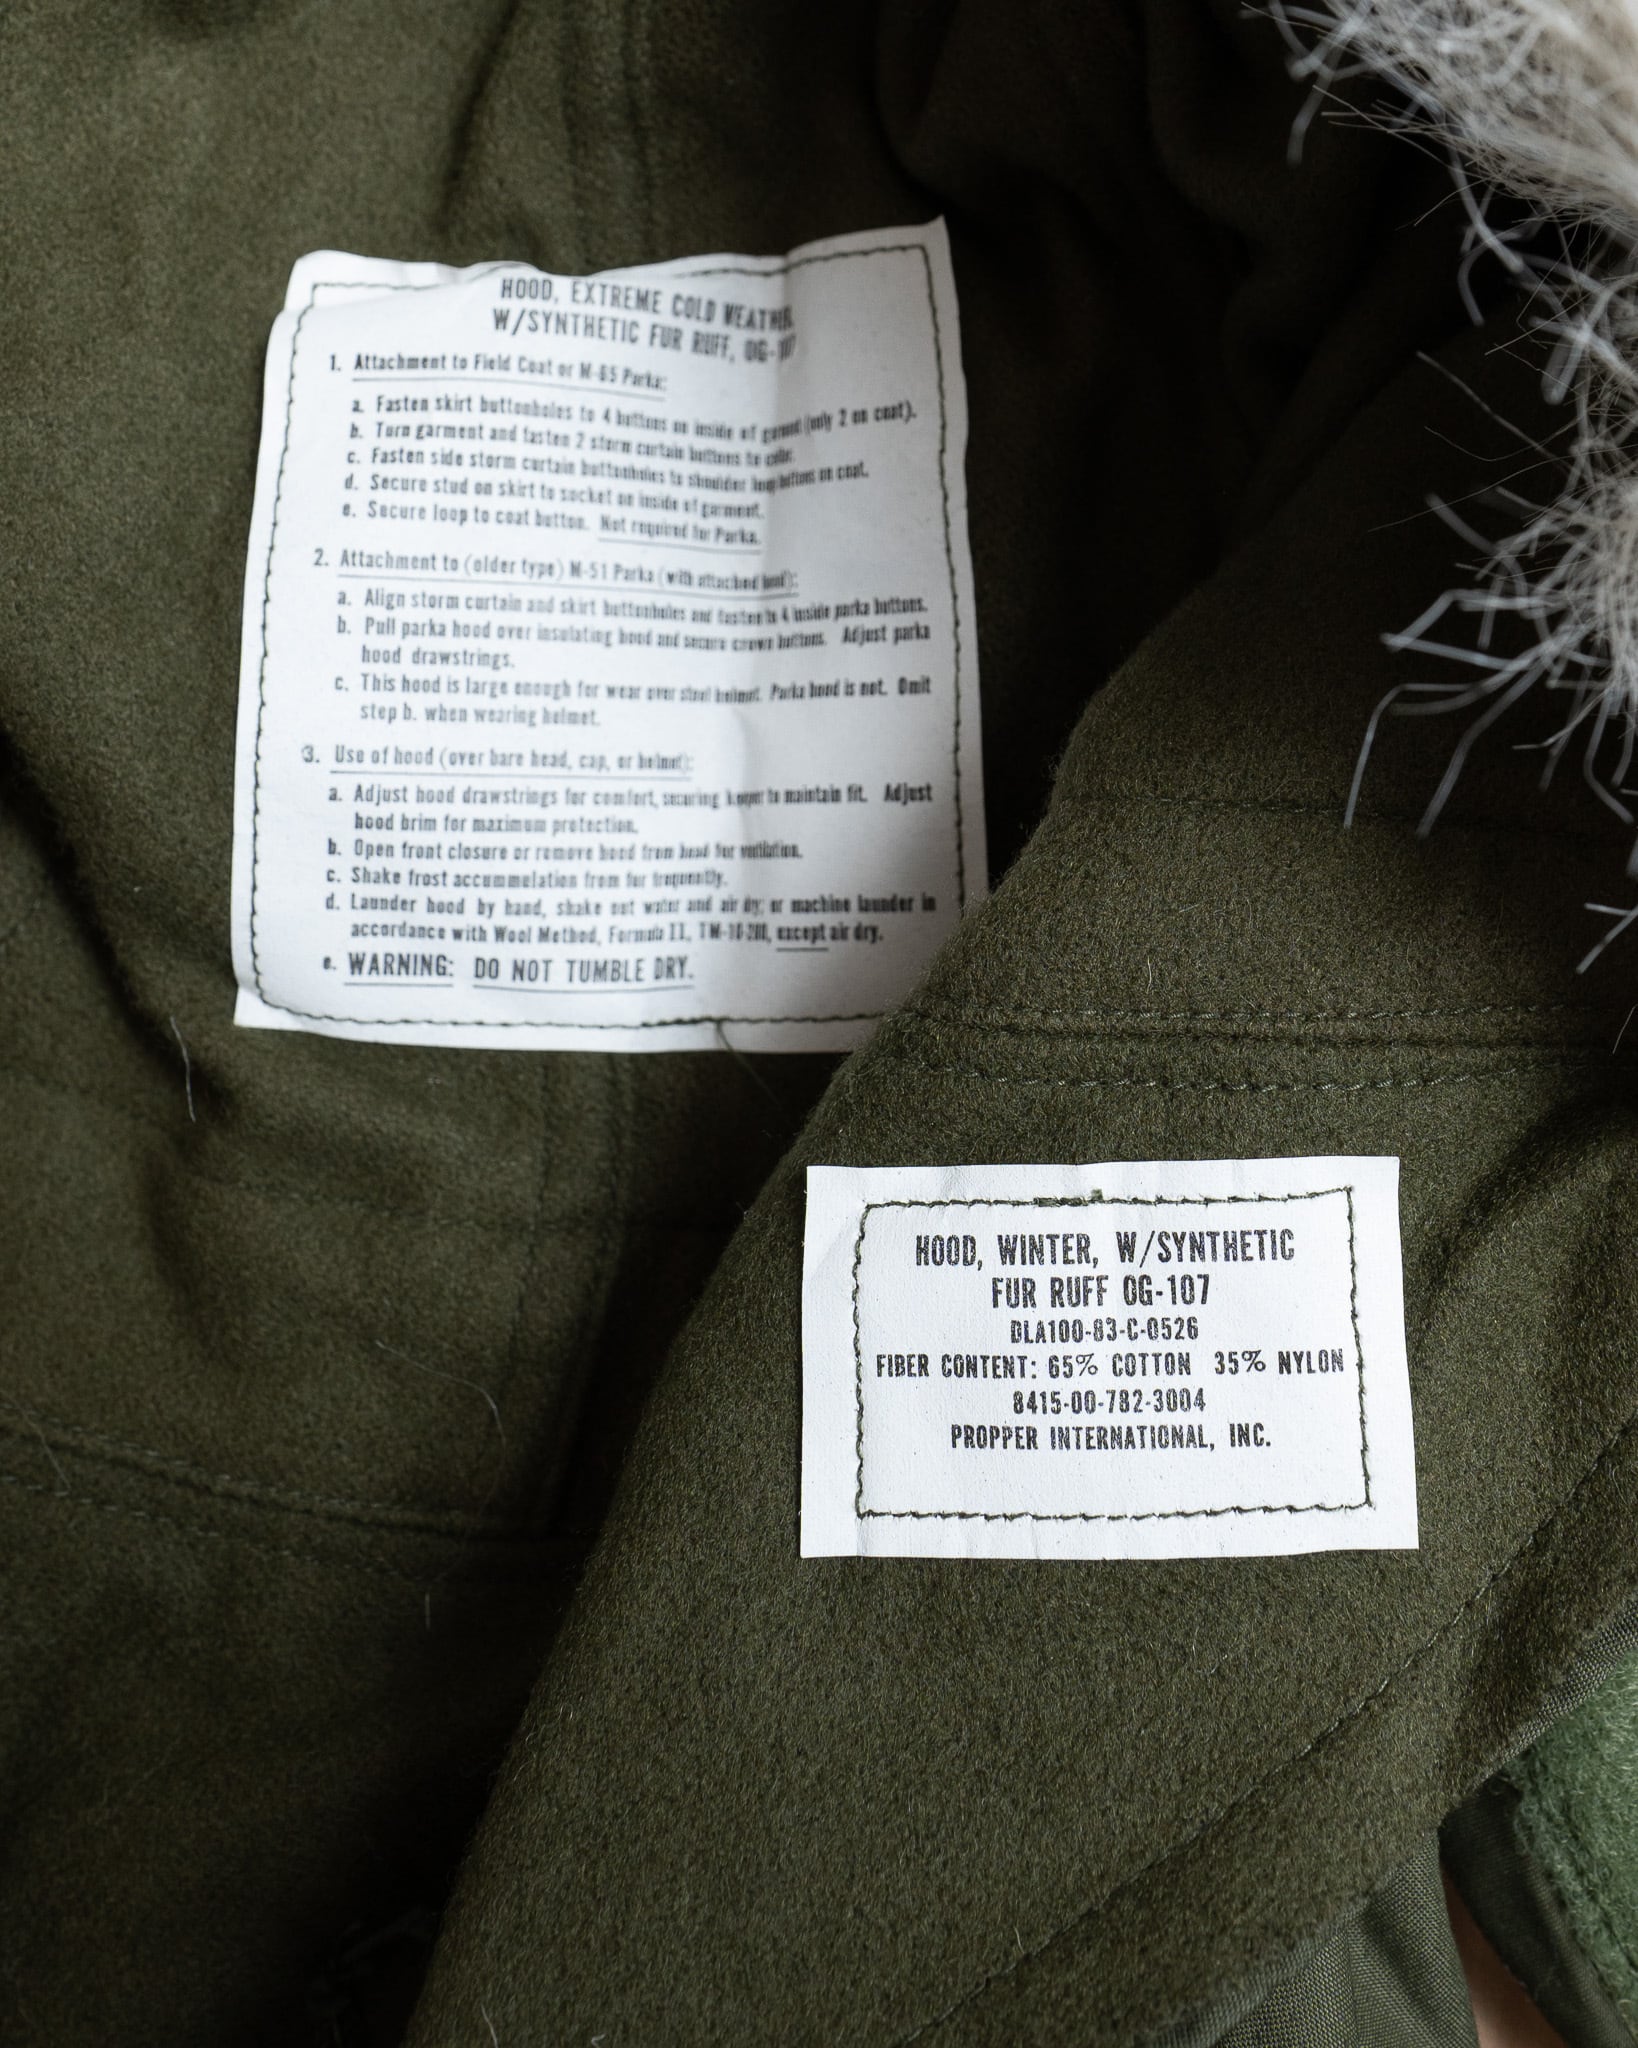 HOOD, EXTREME COLD WEATHER,
W/SYNTHETIC FUR RUFF, OG-107
1. Attachment to Field Coat or M-65 Parka:
a. Fasten skirt buttonholes to 4 buttons on inside of garment (only 2 on coat).
b. Turn garment and fasten 2 storm curtain buttons to collar.
c. Fasten side storm curtain buttonholes to shoulder loop buttons on coat.
d. Secure stud on skirt to socket on inside of garment.
e. Secure loop to coat button. Not required for Parka.
2. Attachment to (older type) M-51 Parka (with attached hood):
a. Align storm curtain and skirt buttonholes and fasten to 4 inside parka buttons.
b. Pull parka hood over insulating hood and secure crown buttons. Adjust parka
hood drawstrings.
c. This hood is large enough for wear over steel helmet. Parka hood is not. Omit
step b. when wearing helmet.
3. Use of hood (over bare head, cap, or helmet):
a. Adjust hood drawstrings for comfort, securing keeper to maintain fit. Adjust
hood brim for maximum protection.
b. Open front closure or remove hood from head for ventilation.
c. Shake frost accummelation from fur frequently.
d. Launder hood by hand, shake out water and air dry; or machine launder in
accordance with Wool Method, Formula II, TM-10-280, except air dry.
e. WARNING: DO NOT TUMBLE DRY.
HOOD, WINTER, W/SYNTHETIC
FUR RUFF OG-107
DLA100-83-C-0526
FIBER CONTENT: 65% COTTON 35% NYLON
8415-00-782-3004
PROPPER INTERNATIONAL, INC.